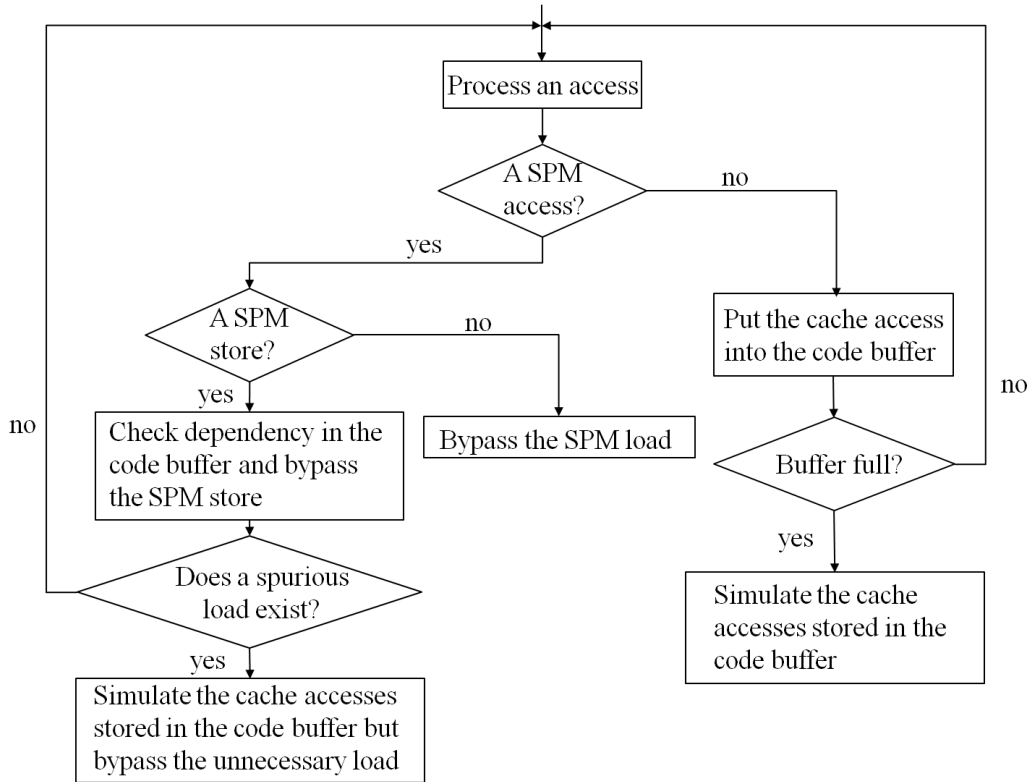 Process an access
A SPM
access?
no
yes
A SPM
store?
no
yes
Put the cache access
into the code buffer
no
no
Check dependency in the
code buffer and bypass
the SPM store
Bypass the SPM load
Buffer full?
yes
Does a spurious
load exist?
yes
Simulate the cache
accesses stored in the
code buffer
Simulate the cache accesses
stored in the code buffer but
bypass the unnecessary load